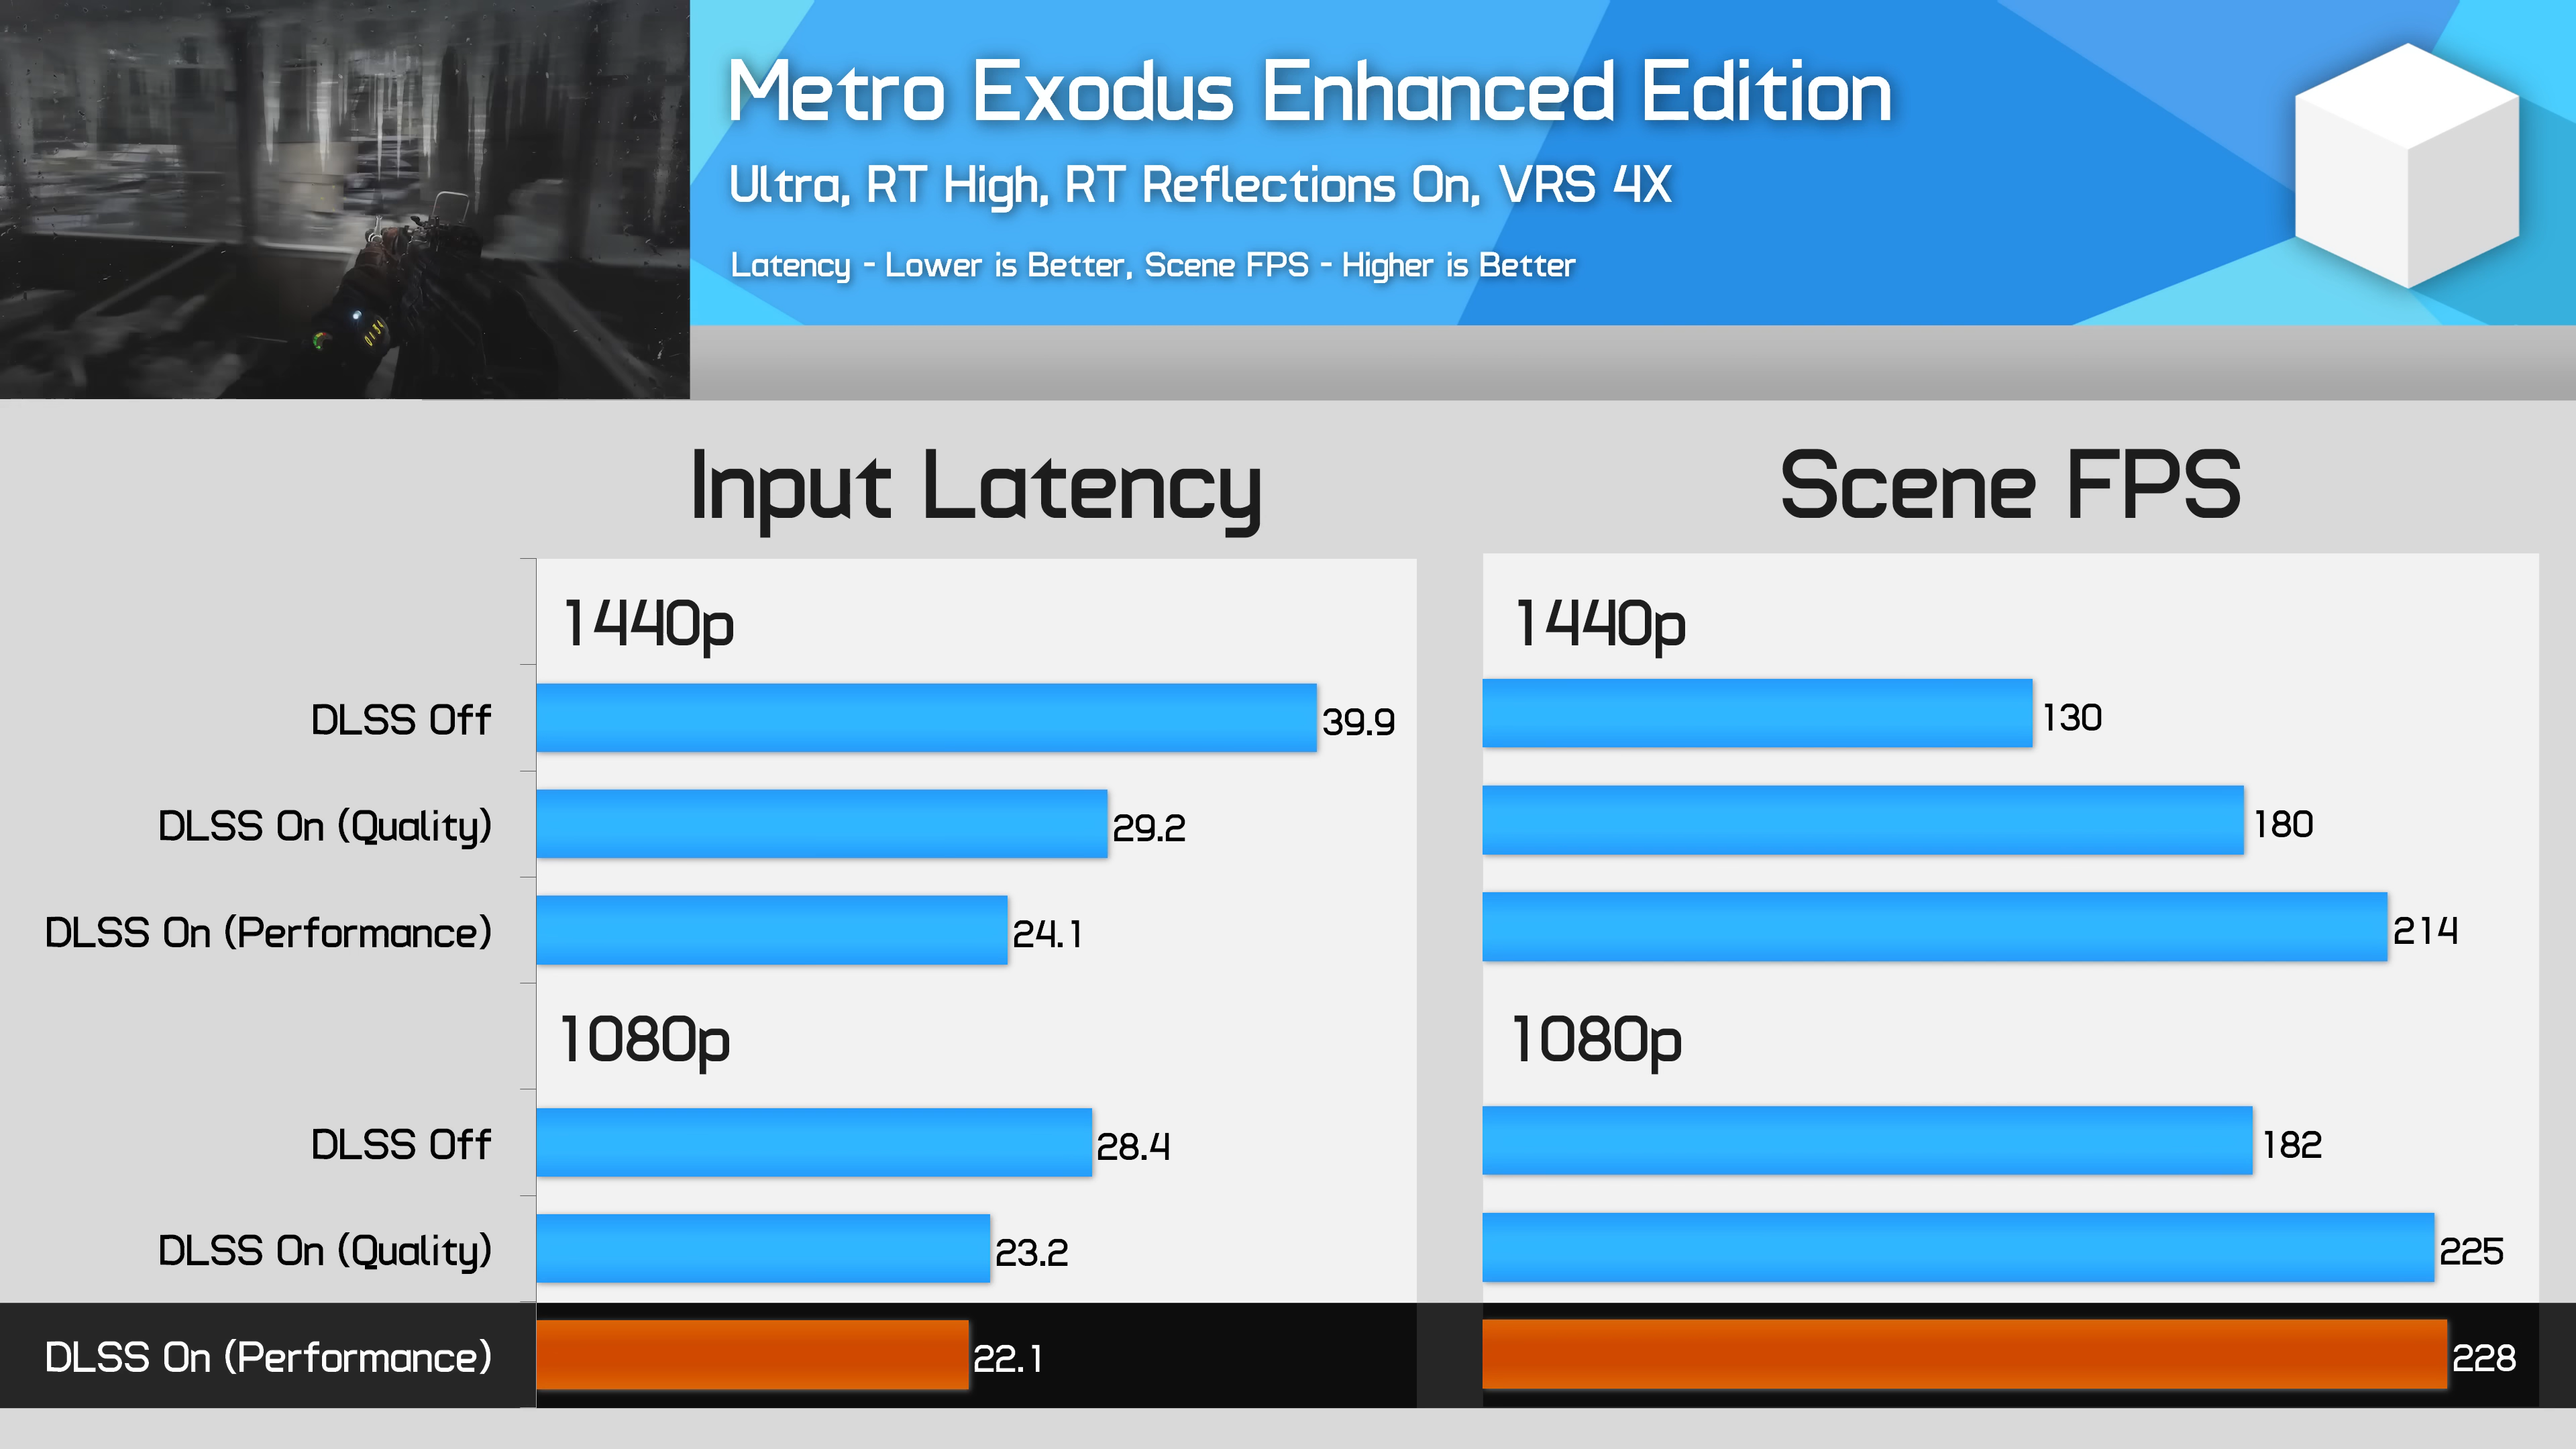 Metro Exodus Enhanced Edition
Ultra, RT High, RT Reflections On, VRS 4X
Latency - Lower is Better, Scene FPS - Higher is Better
Input Latency
Scene FPS
1440p
1440p
DLSS Off
39.9
130
DLSS On (Quality)
29.2
180
DLSS On (Performance)
24.1
214
1080p
1080p
DLSS Off
28.4
182
DLSS On (Quality)
23.2
225
DLSS On (Performance)
22.1
228